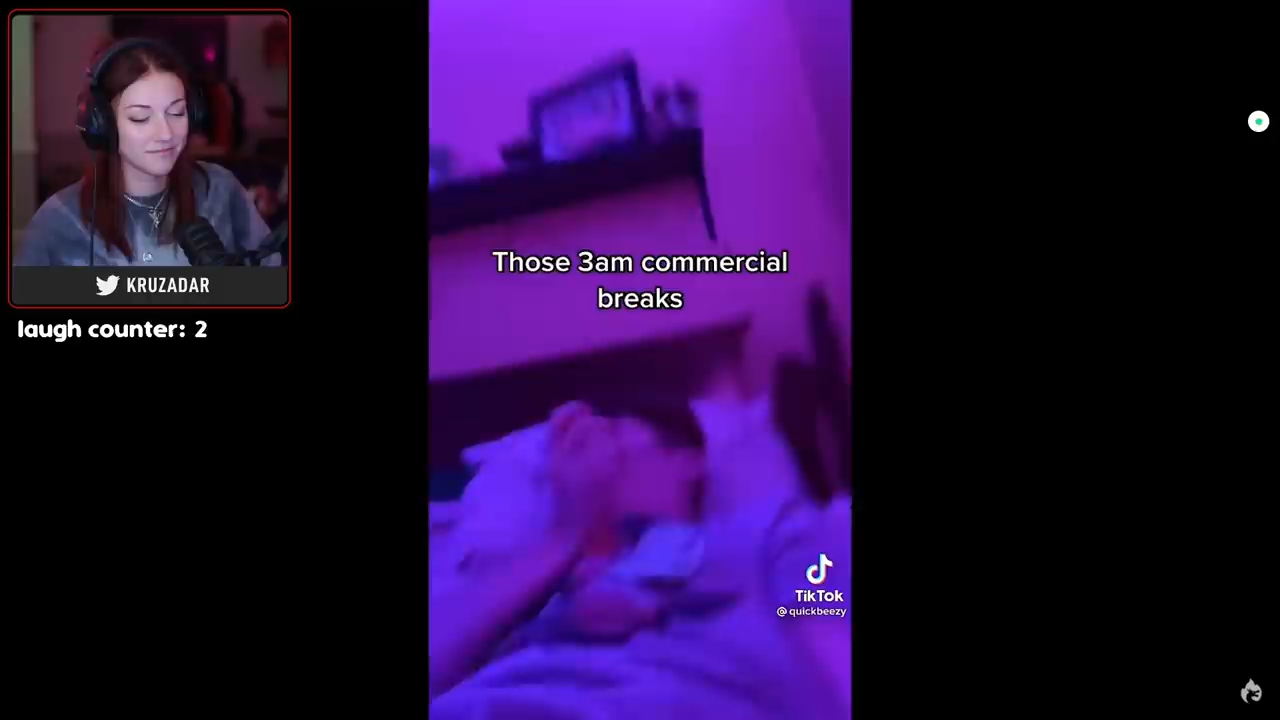 KRUZADAR
laugh counter: 2
Those 3am commercial
breaks
TikTok
@quickbeezy